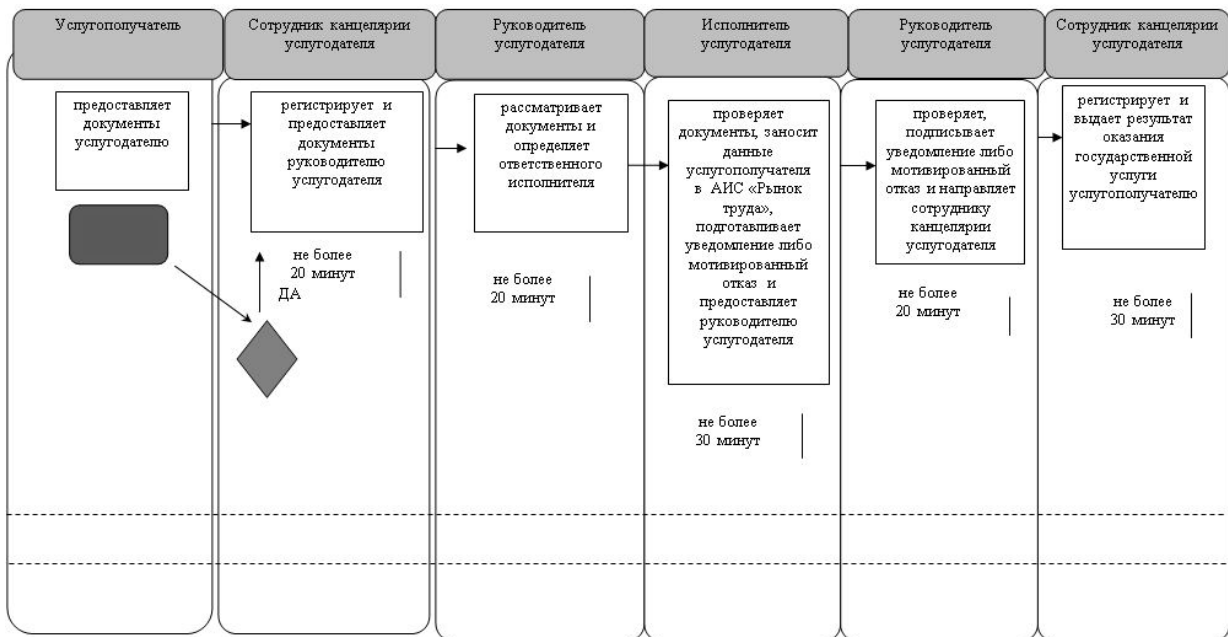 Услугополучатель
Сотрудник канцелярии
услугодателя
Руководитель
услугодателя
Исполнитель
услугодателя
Руководитель
услугодателя
Сотрудник канцелярии
услугодателя
предоставляет
документы
услугодателю
регистрирует и
предоставляет
документы
руководителю
услугодателя
рассматривает
документы и
определяет
ответственного
исполнителя
проверяет
документы, заносит
данные
услугополучателя
в АИС «Рынок
труда»,
подготавливает
уведомление либо
мотивированный
отказ и
предоставляет
руководителю
услугодателя
проверяет,
подписывает
уведомление либо
мотивированный
отказ и направляет
сотруднику
канцелярии
услугодателя
регистрирует и
выдает результат
оказания
государственной
услуги
услугополучателю
не более
20 минут
ДА
не более
20 минут
не более
30 минут
не более
20 минут
не более
30 минут